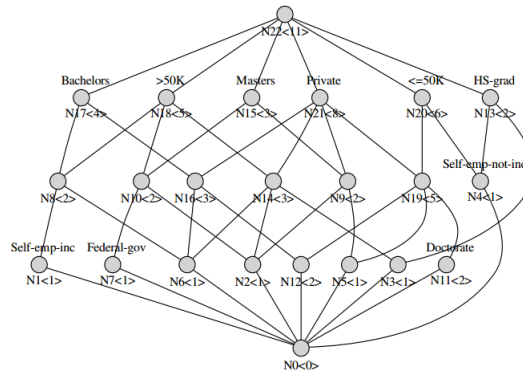 N22<11>
Bachelors >50K Masters Private <=50K HS-grad
N17<4> N18<5> N15<3> N21<8> N20<6> N13<2>
Self-emp-not-inc
N8<2> N10<2> N16<3> N14<3> N9<2> N19<5> N4<1>
Self-emp-inc Federal-gov Doctorate
N1<1> N7<1> N6<1> N2<1> N12<2> N5<1> N3<1> N11<2>
N0<0>